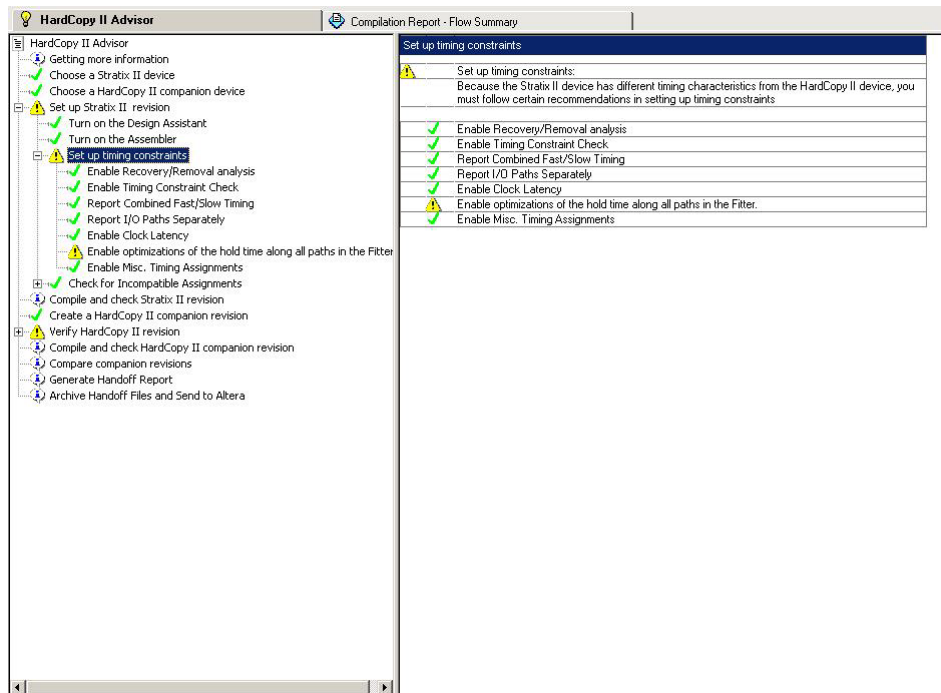 HardCopy II Advisor
Compilation Report - Flow Summary
HardCopy II Advisor
Getting more information
Choose a Stratix II device
Choose a HardCopy II companion device
Set up Stratix II revision
Turn on the Design Assistant
Turn on the Assembler
Set up timing constraints
Enable Recovery/Removal analysis
Enable Timing Constraint Check
Report Combined Fast/Slow Timing
Report I/O Paths Separately
Enable Clock Latency
Enable optimizations of the hold time along all paths in the Fitter
Enable Misc. Timing Assignments
Check for Incompatible Assignments
Compile and check Stratix II revision
Create a HardCopy II companion revision
Verify HardCopy II revision
Compile and check HardCopy II companion revision
Compare companion revisions
Generate Handoff Report
Archive Handoff Files and Send to Altera
Set up timing constraints
Set up timing constraints:
Because the Stratix II device has different timing characteristics from the HardCopy II device, you
must follow certain recommendations in setting up timing constraints
Enable Recovery/Removal analysis
Enable Timing Constraint Check
Report Combined Fast/Slow Timing
Report I/O Paths Separately
Enable Clock Latency
Enable optimizations of the hold time along all paths in the Fitter.
Enable Misc. Timing Assignments